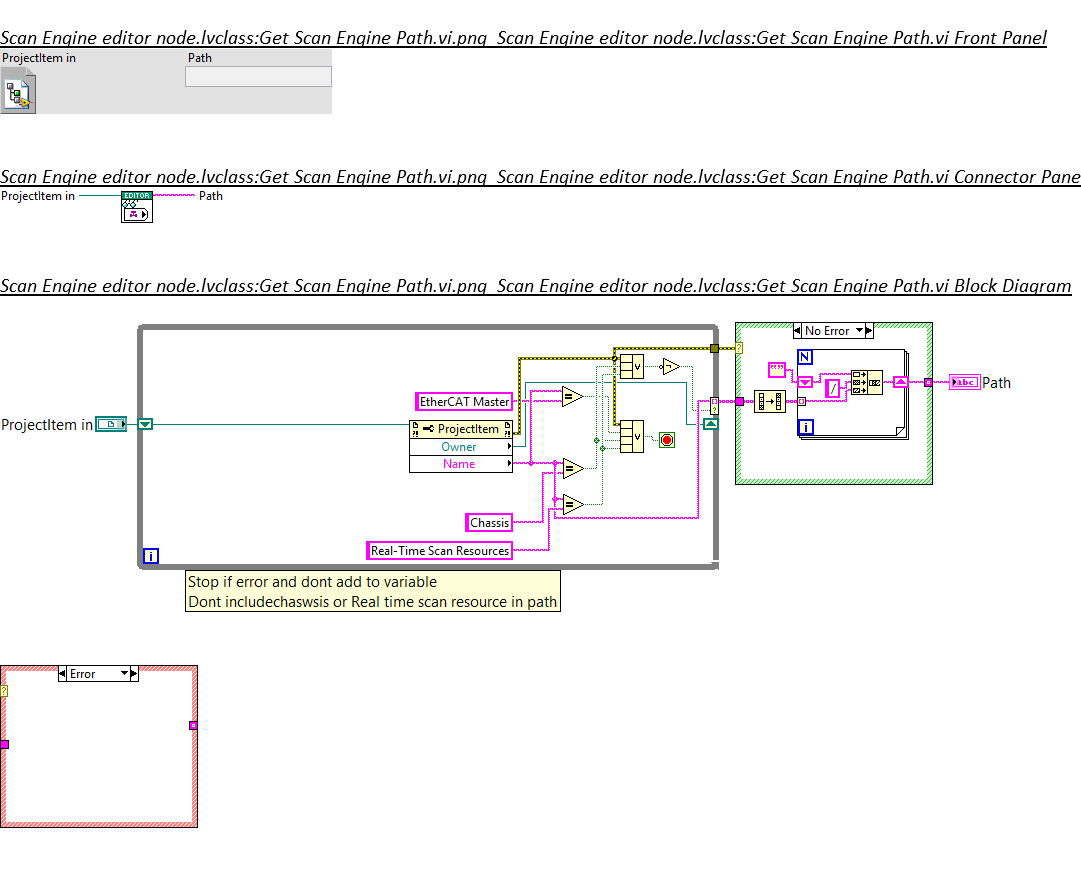 Scan Engine editor node.lvclass:Get Scan Engine Path.vi.png Scan Engine editor node.lvclass:Get Scan Engine Path.vi Front Panel
ProjectItem in
Path
Scan Engine editor node.lvclass:Get Scan Engine Path.vi.png Scan Engine editor node.lvclass:Get Scan Engine Path.vi Connector Pane
ProjectItem in
EDITOR
Path
Scan Engine editor node.lvclass:Get Scan Engine Path.vi.png Scan Engine editor node.lvclass:Get Scan Engine Path.vi Block Diagram
No Error
N
""
/
i
abc
Path
EtherCAT Master
ProjectItem in
ProjectItem
Owner
Name
Chassis
Real-Time Scan Resources
i
Stop if error and dont add to variable
Dont includechaswsis or Real time scan resource in path
Error